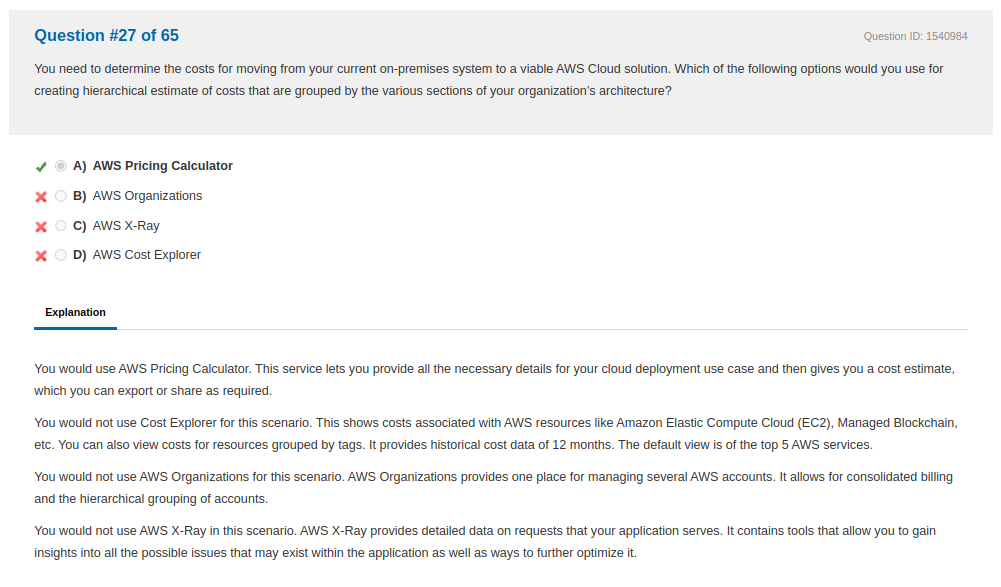 Question #27 of 65
Question ID: 1540984
You need to determine the costs for moving from your current on-premises system to a viable AWS Cloud solution. Which of the following options would you use for
creating hierarchical estimate of costs that are grouped by the various sections of your organization's architecture?
A) AWS Pricing Calculator
B) AWS Organizations
C) AWS X-Ray
D) AWS Cost Explorer
Explanation
You would use AWS Pricing Calculator. This service lets you provide all the necessary details for your cloud deployment use case and then gives you a cost estimate,
which you can export or share as required.
You would not use Cost Explorer for this scenario. This shows costs associated with AWS resources like Amazon Elastic Compute Cloud (EC2), Managed Blockchain,
etc. You can also view costs for resources grouped by tags. It provides historical cost data of 12 months. The default view is of the top 5 AWS services.
You would not use AWS Organizations for this scenario. AWS Organizations provides one place for managing several AWS accounts. It allows for consolidated billing
and the hierarchical grouping of accounts.
You would not use AWS X-Ray in this scenario. AWS X-Ray provides detailed data on requests that your application serves. It contains tools that allow you to gain
insights into all the possible issues that may exist within the application as well as ways to further optimize it.